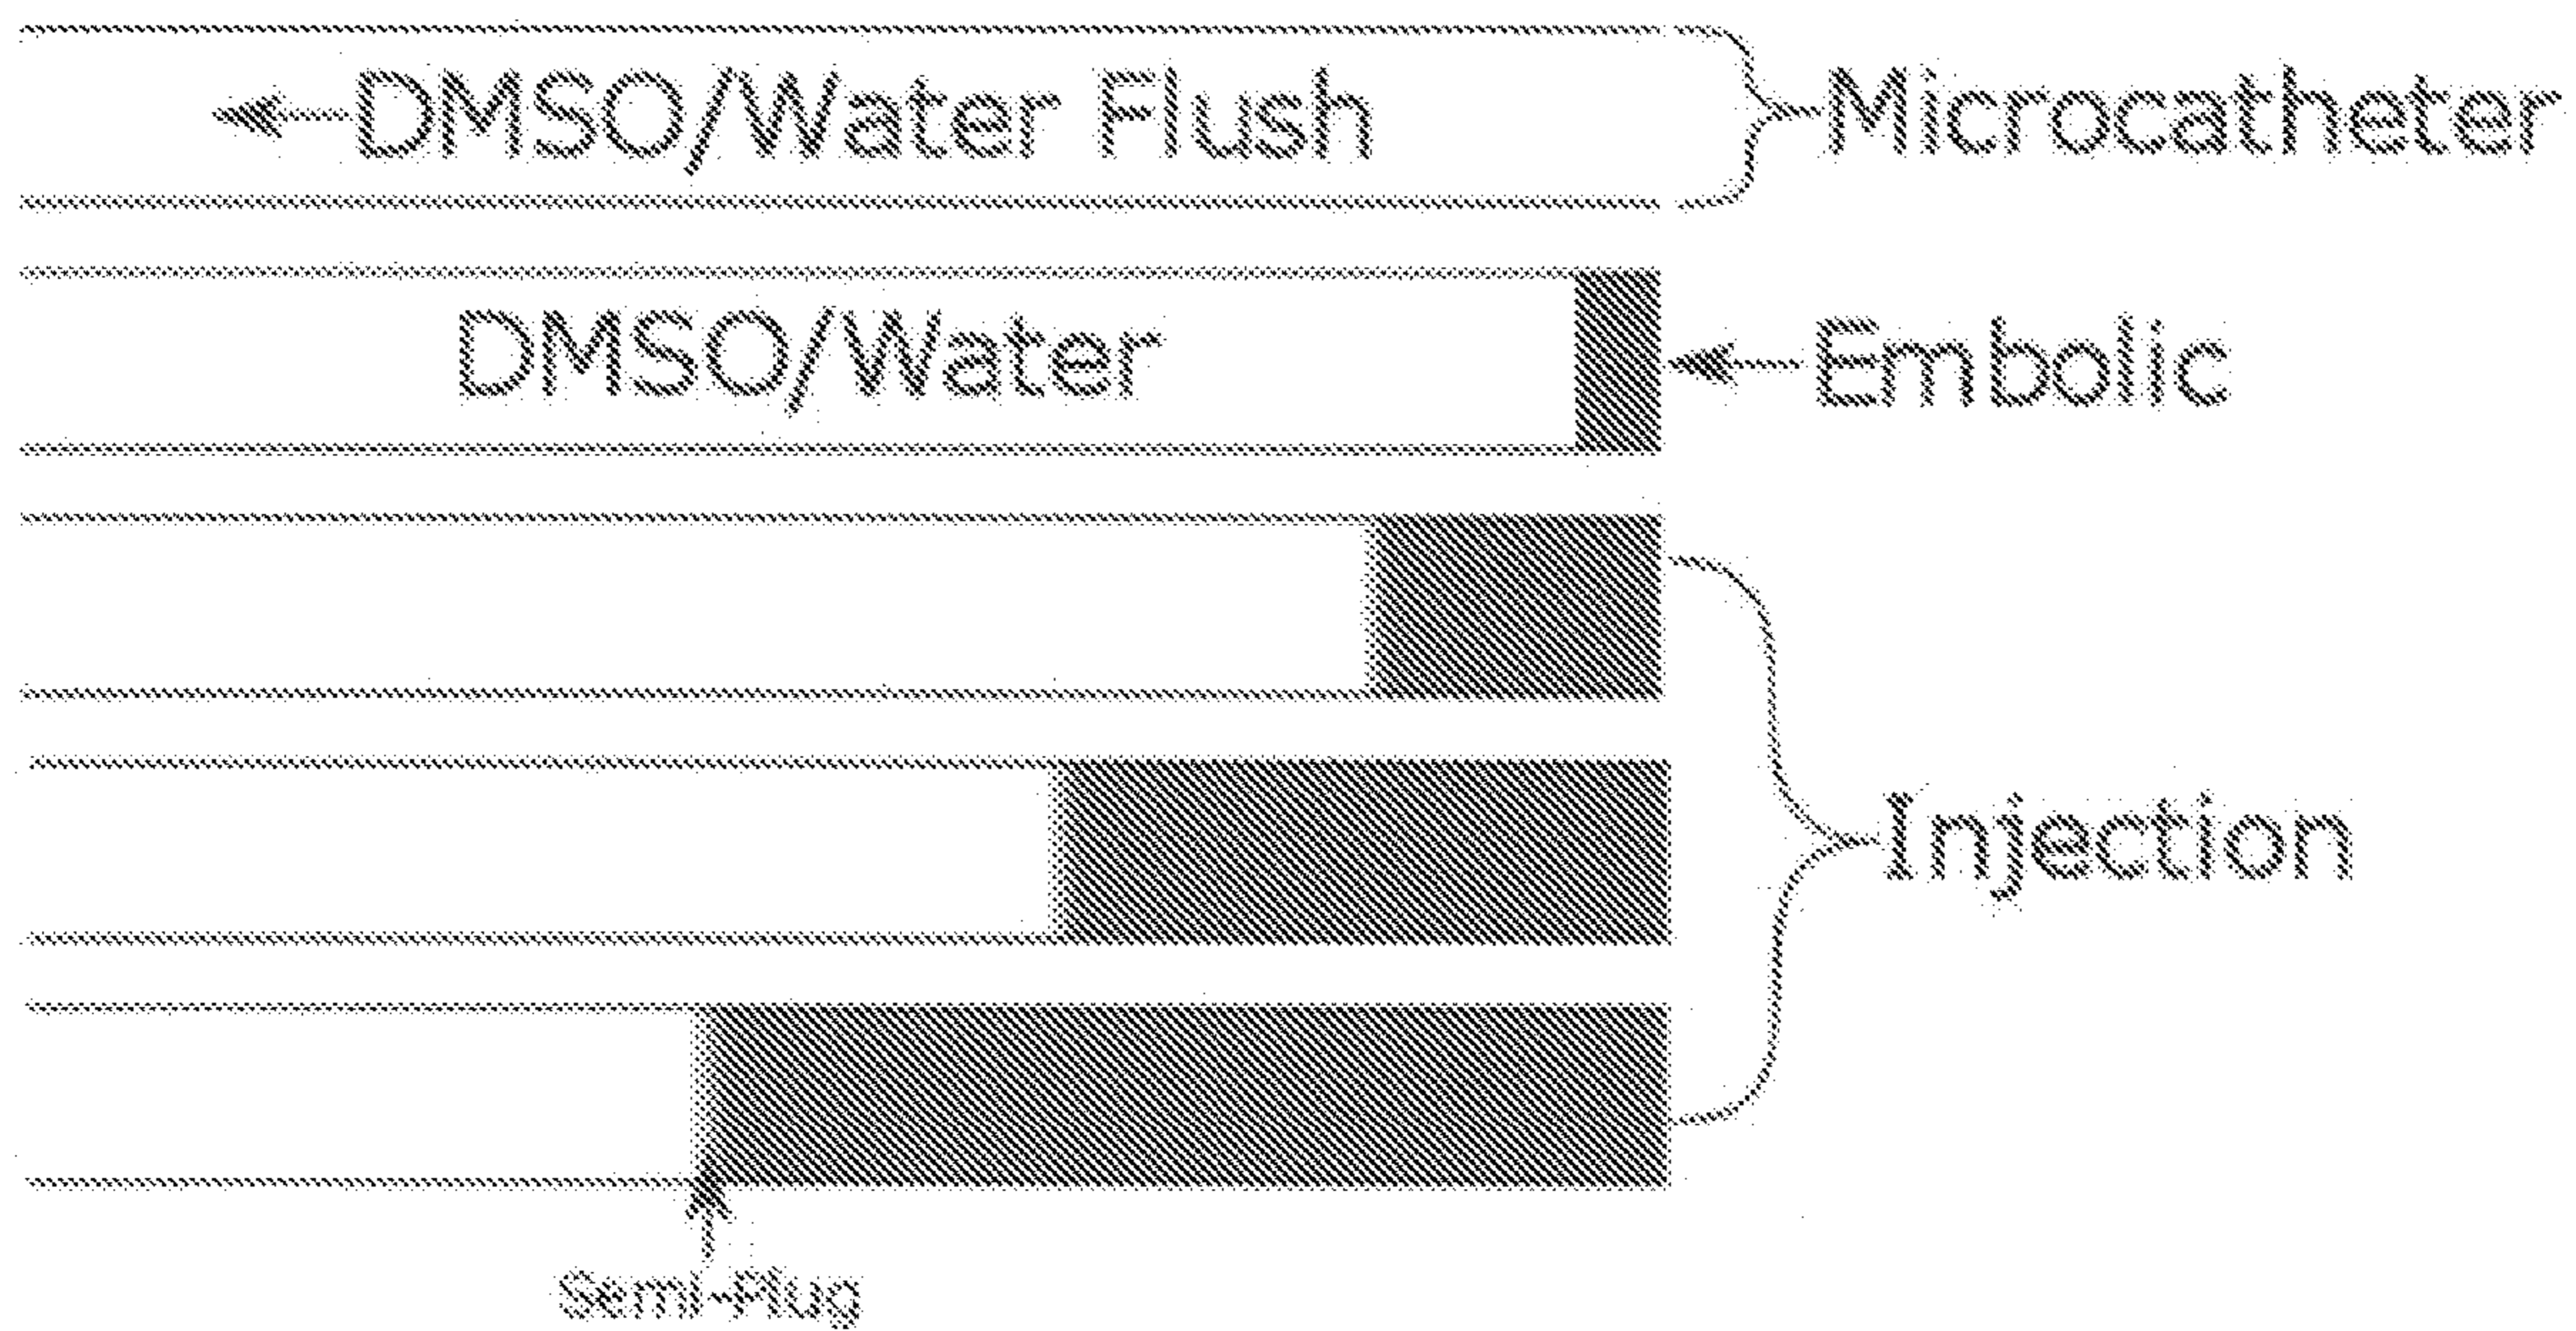 DMSO/Water Flush
Microcatheter
DMSO/Water
Embolic
Injection
Semi-Plug